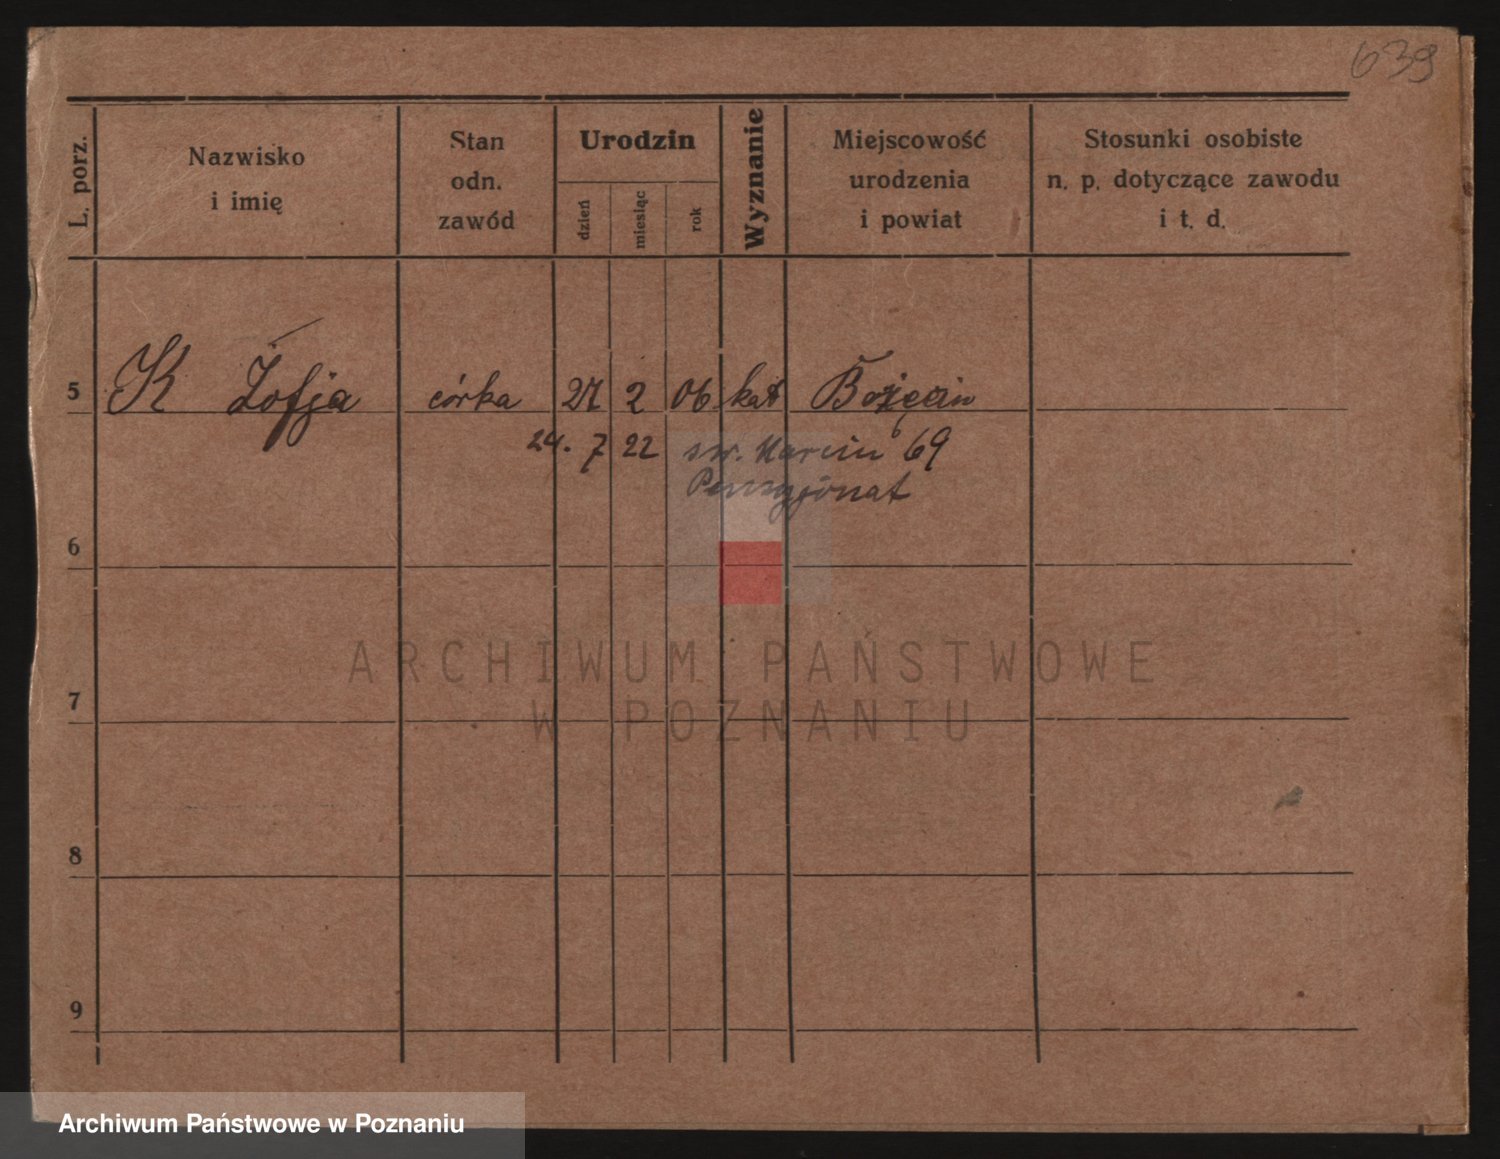 639
L. porz.
Nazwisko
i imię
Stan
odn.
zawód
Urodzin
dzień
miesiąc
rok
Wyznanie
Miejscowość
urodzenia
i powiat
Stosunki osobiste
n. p. dotyczące zawodu
i t. d.
5 K Zofja córka 27 2 06 kat
24. 7 22 św. Marcin 69
6
ARCHIWUM PAŃSTWOWE
7
W POZNANIU
8
9
Archiwum Państwowe w Poznaniu